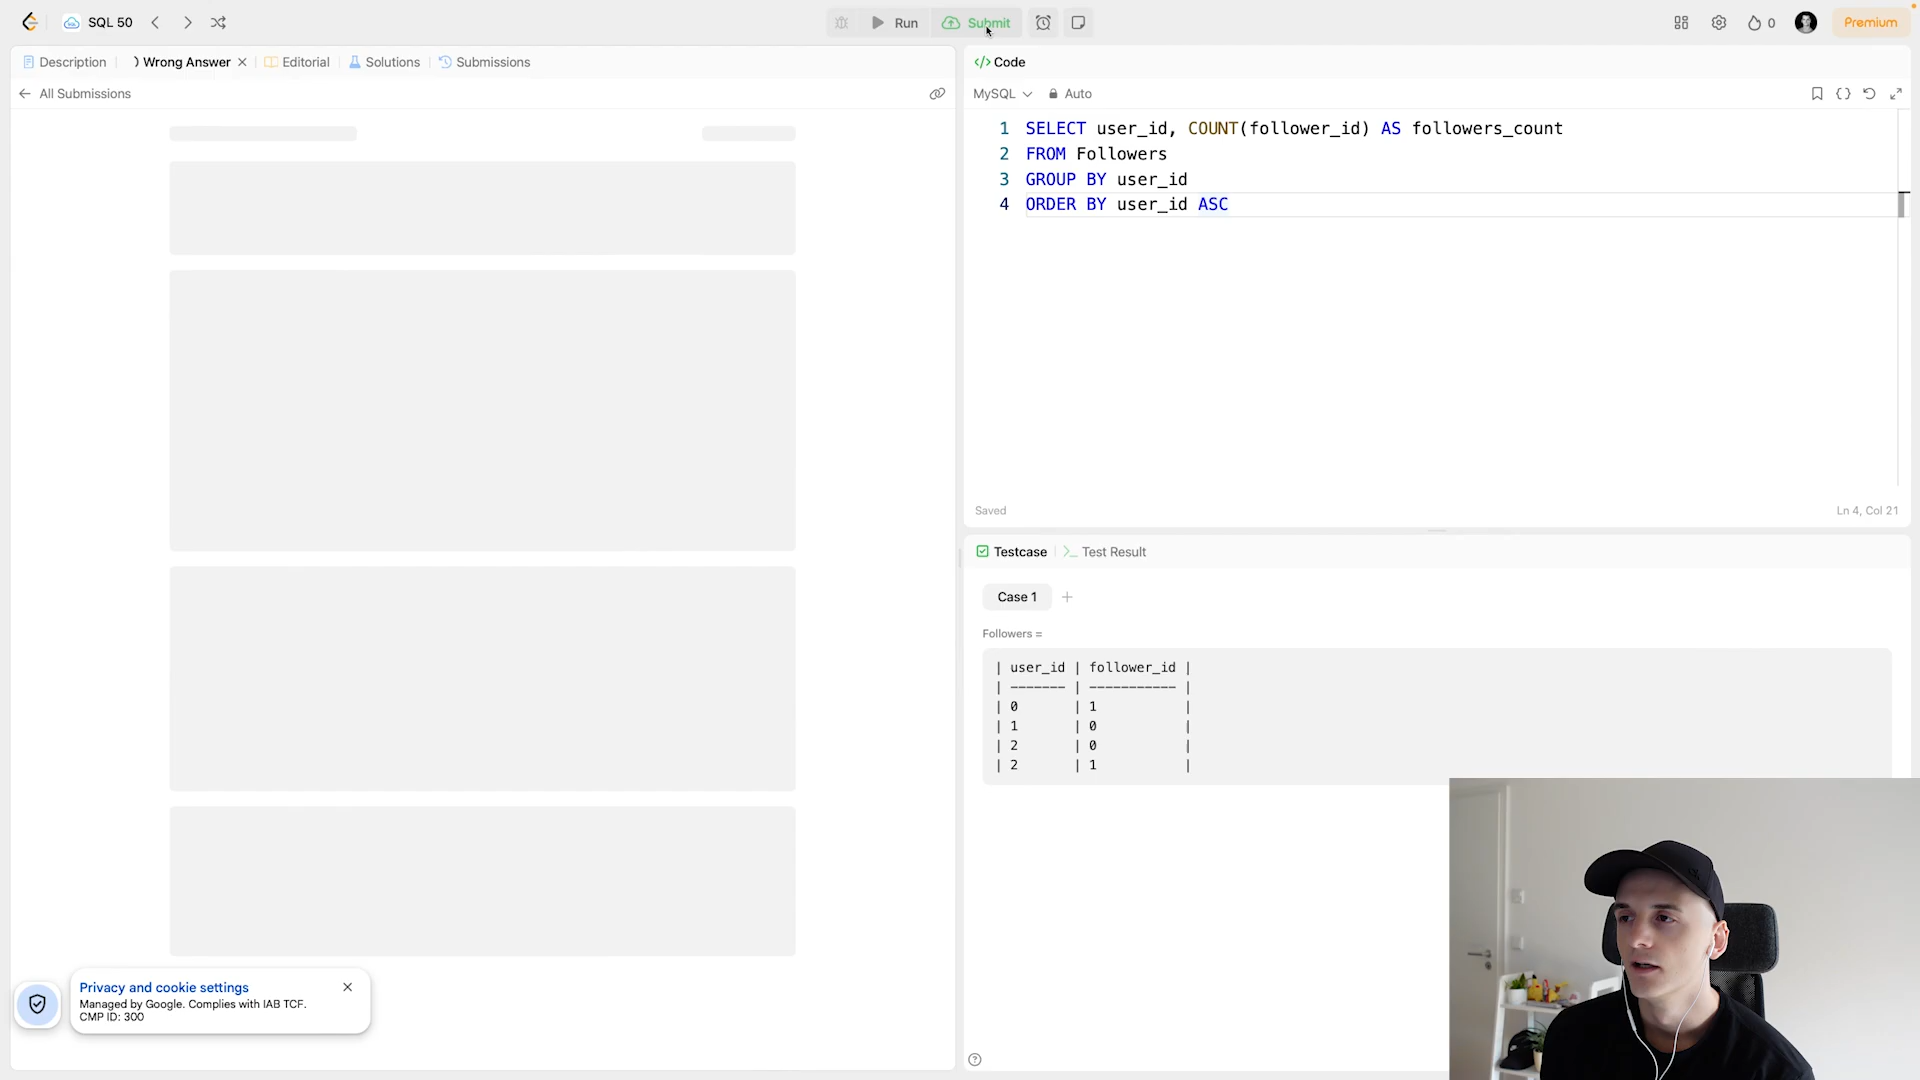 SQL 50
Run
Submit
0
Premium
Description
Wrong Answer
Editorial
Solutions
Submissions
All Submissions
</> Code
MySQL
Auto
1 SELECT user_id, COUNT(follower_id) AS followers_count
2 FROM Followers
3 GROUP BY user_id
4 ORDER BY user_id ASC
Saved
Ln 4, Col 21
Testcase
Test Result
Case 1
Followers =
| user_id | follower_id |
| ------- | ----------- |
| 0 | 1 |
| 1 | 0 |
| 2 | 0 |
| 2 | 1 |
Privacy and cookie settings
Managed by Google. Complies with IAB TCF.
CMP ID: 300